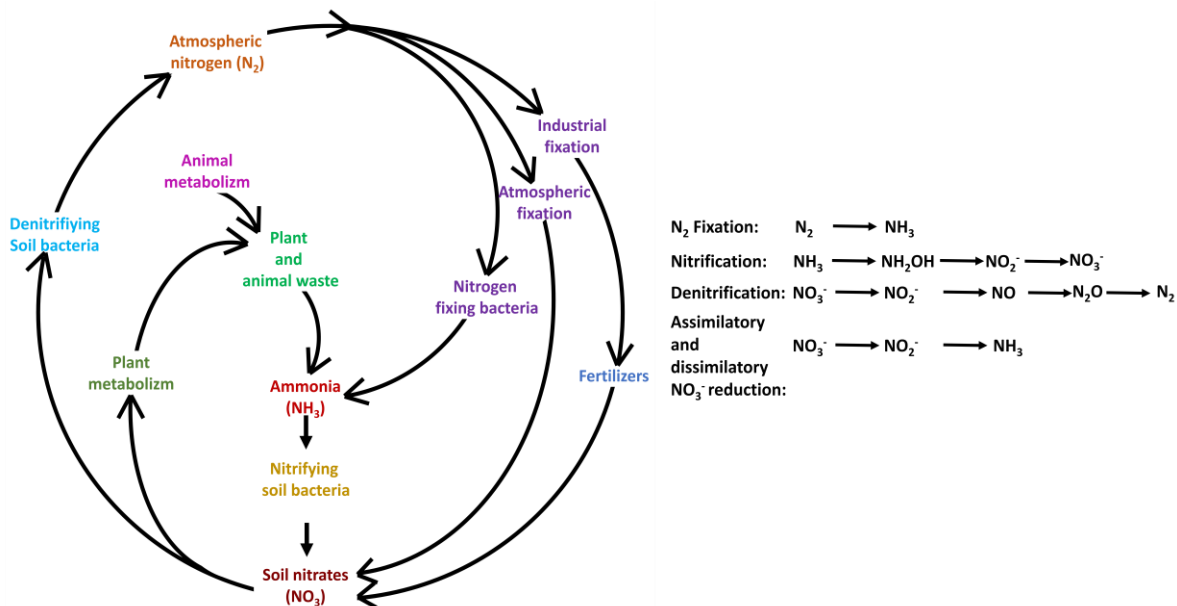 Atmospheric
nitrogen (N₂)
Industrial
fixation
Animal
metabolizm
Atmospheric
fixation
Denitrifiying
Soil bacteria
Plant
and
animal waste
Nitrogen
fixing bacteria
Plant
metabolizm
Ammonia
(NH₃)
Fertilizers
Nitrifying
soil bacteria
Soil nitrates
(NO₃)
N₂ Fixation: N₂ NH₃
Nitrification: NH₃ NH₂OH NO₂⁻ NO₃⁻
Denitrification: NO₃⁻ NO₂⁻ NO N₂O N₂
Assimilatory
and
dissimilatory
NO₃⁻ reduction:
NO₃⁻ NO₂⁻ NH₃